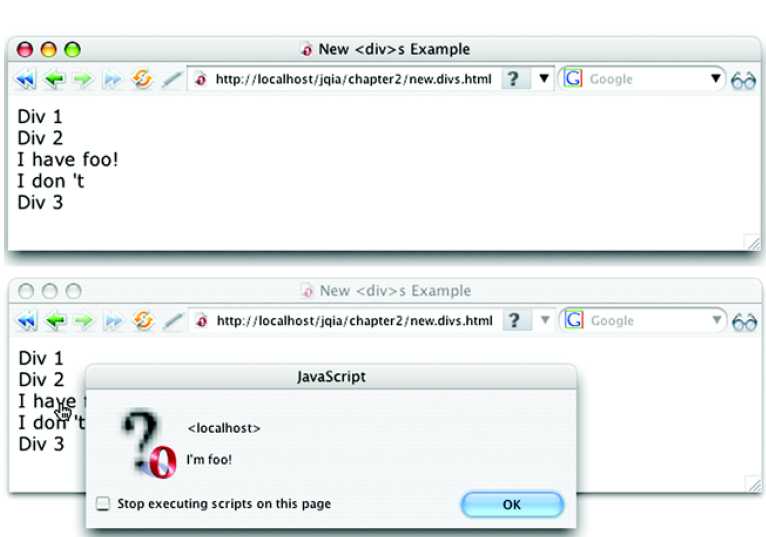 New <div>s Example
http://localhost/jqia/chapter2/new.divs.html ? G Google
Div 1
Div 2
I have foo!
I don 't
Div 3
New <div>s Example
http://localhost/jqia/chapter2/new.divs.html ? G Google
Div 1
Div 2
I have
I don 't
Div 3
JavaScript
<localhost>
I'm foo!
Stop executing scripts on this page
OK